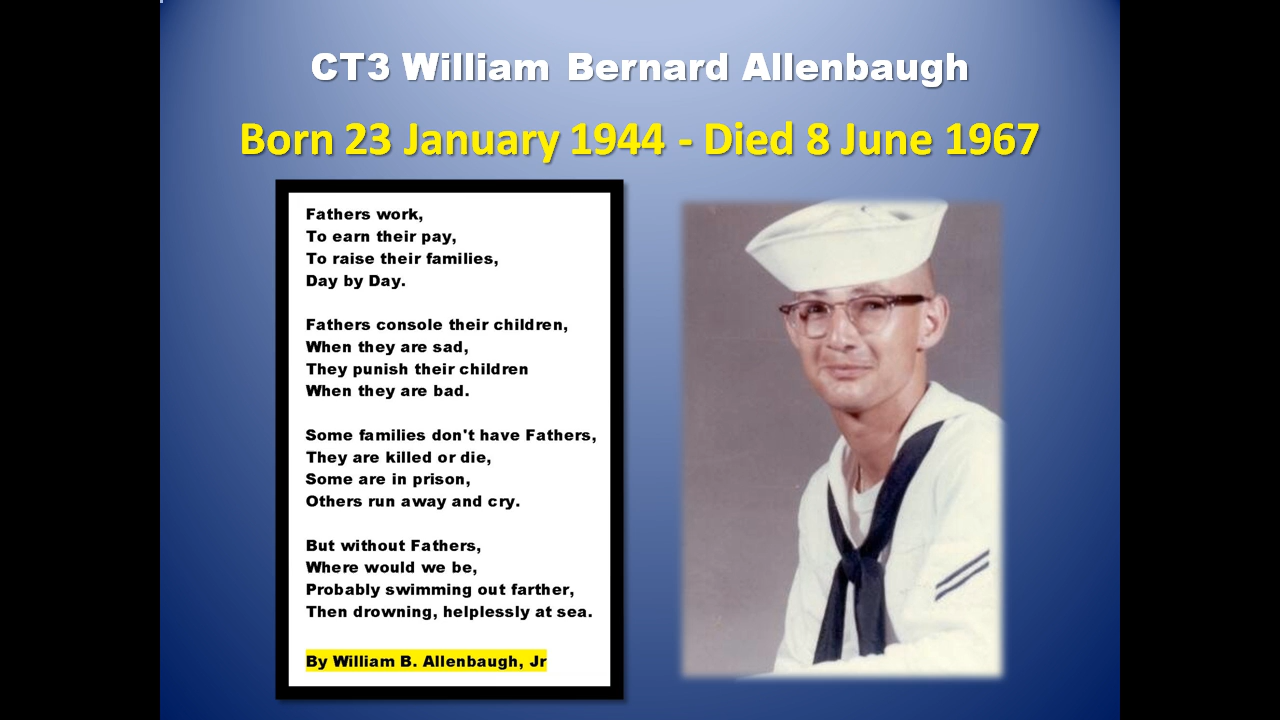 CT3 William Bernard Allenbaugh
Born 23 January 1944 - Died 8 June 1967
Fathers work,
To earn their pay,
To raise their families,
Day by Day.
Fathers console their children,
When they are sad,
They punish their children
When they are bad.
Some families don't have Fathers,
They are killed or die,
Some are in prison,
Others run away and cry.
But without Fathers,
Where would we be,
Probably swimming out farther,
Then drowning, helplessly at sea.
By William B. Allenbaugh, Jr